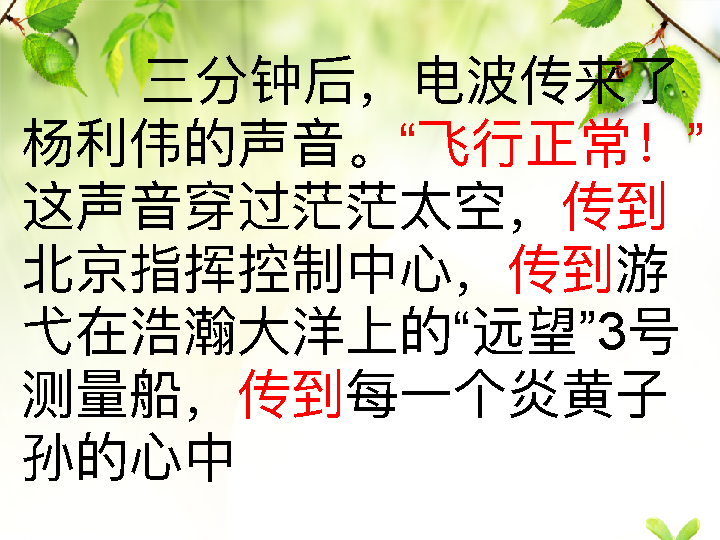 三分钟后，电波传来了
杨利伟的声音。“飞行正常！”
这声音穿过茫茫太空，传到
北京指挥控制中心，传到游
弋在浩瀚大洋上的“远望”3号
测量船，传到每一个炎黄子
孙的心中